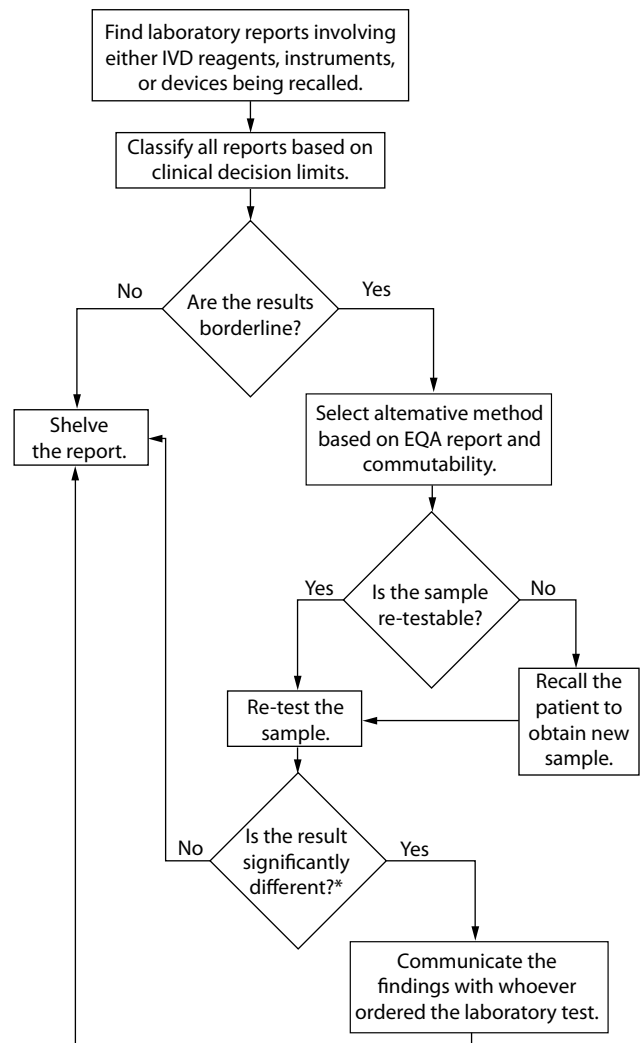 Find laboratory reports involving
either IVD reagents, instruments,
or devices being recalled.
Classify all reports based on
clinical decision limits.
No
Are the results
borderline?
Yes
Shelve
the report.
Select altemative method
based on EQA report and
commutability.
Yes
Is the sample
re-testable?
No
Re-test the
sample.
Recall the
patient to
obtain new
sample.
No
Is the result
significantly
different?*
Yes
Communicate the
findings with whoever
ordered the laboratory test.